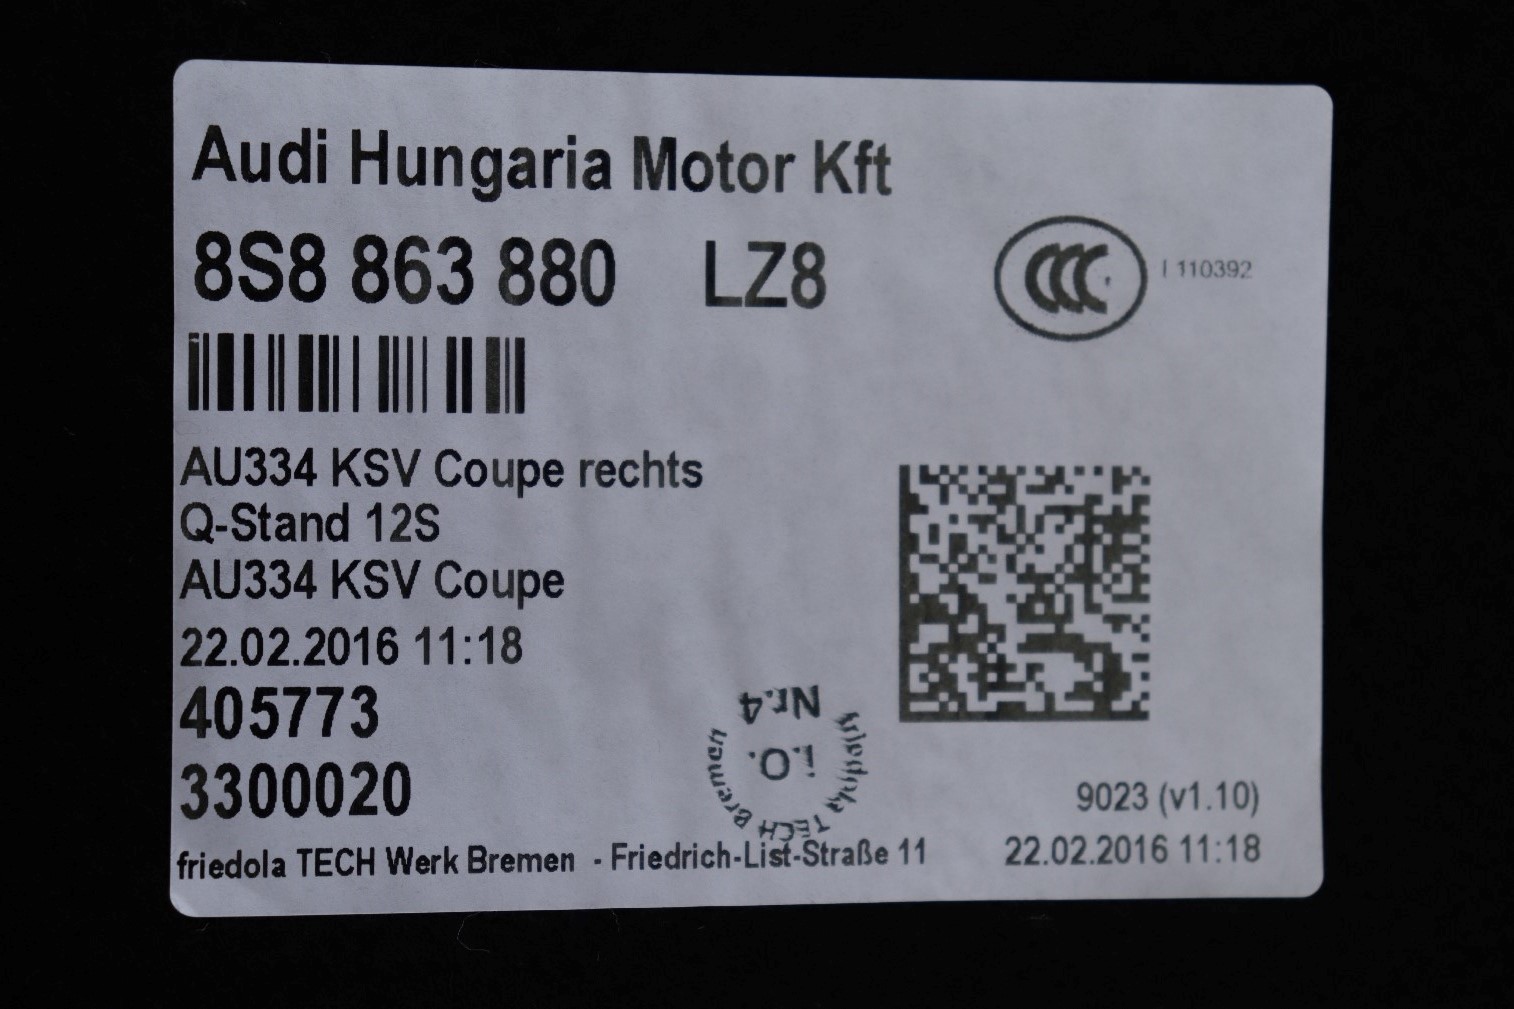 Audi Hungaria Motor Kft
8S8 863 880 LZ8
CCC I 110392
AU334 KSV Coupe rechts
Q-Stand 12S
AU334 KSV Coupe
22.02.2016 11:18
405773
3300020
Nr.4
i.O.
friedola TECH Bremen
9023 (v1.10)
friedola TECH Werk Bremen - Friedrich-List-Straße 11
22.02.2016 11:18